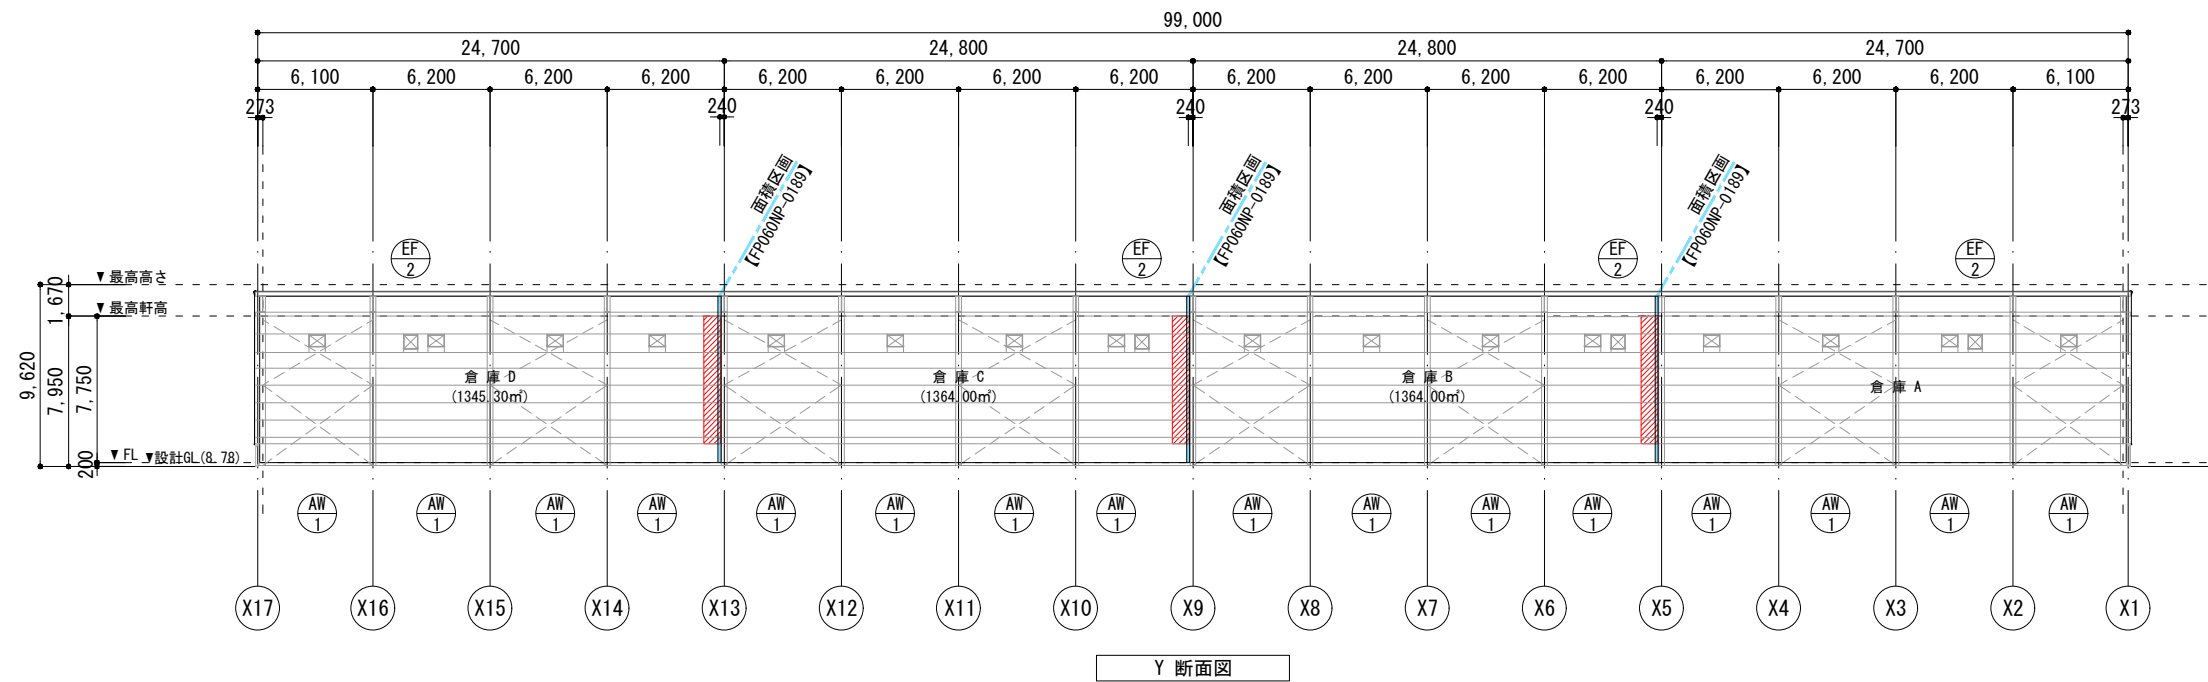 99,000
24,700 24,800 24,800 24,700
6,100 6,200 6,200 6,200 6,200 6,200 6,200 6,200 6,200 6,200 6,200 6,200 6,200 6,200 6,200 6,100
273 240 240 240 273
面積区画
【FP060NP-0189】
面積区画
【FP060NP-0189】
面積区画
【FP060NP-0189】
EF
2
EF
2
EF
2
EF
2
▼最高高さ
▼最高軒高
1,670
9,620
7,950
7,750
200
▼FL ▼設計GL(8.78)
倉庫D
(1345.30㎡)
倉庫C
(1364.00㎡)
倉庫B
(1364.00㎡)
倉庫A
AW AW AW AW AW AW AW AW AW AW AW AW AW AW AW AW
1 1 1 1 1 1 1 1 1 1 1 1 1 1 1 1
X17 X16 X15 X14 X13 X12 X11 X10 X9 X8 X7 X6 X5 X4 X3 X2 X1
Y 断面図